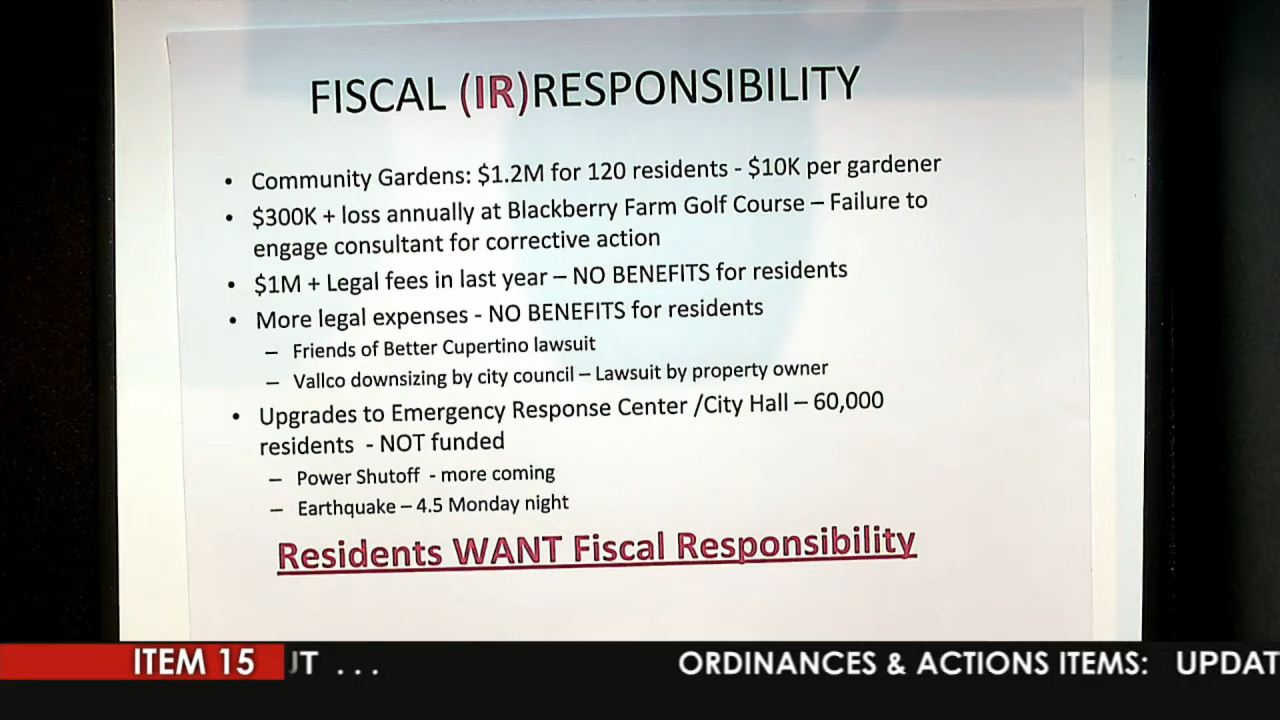 FISCAL (IR)RESPONSIBILITY
• Community Gardens: $1.2M for 120 residents - $10K per gardener
• $300K + loss annually at Blackberry Farm Golf Course – Failure to
engage consultant for corrective action
• $1M + Legal fees in last year – NO BENEFITS for residents
• More legal expenses - NO BENEFITS for residents
– Friends of Better Cupertino lawsuit
– Vallco downsizing by city council – Lawsuit by property owner
• Upgrades to Emergency Response Center /City Hall – 60,000
residents - NOT funded
– Power Shutoff - more coming
– Earthquake – 4.5 Monday night
Residents WANT Fiscal Responsibility
ITEM 15 UT . . . ORDINANCES & ACTIONS ITEMS: UPDAT